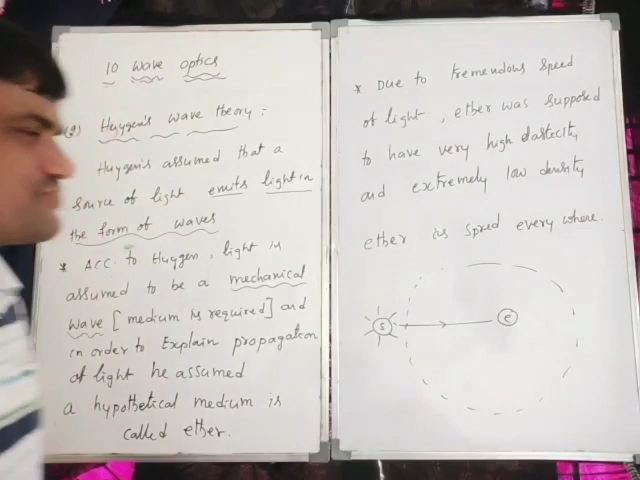 10 wave optics
(9) Huygen's wave theory :
Huygen's assumed that a
source of light emits light in
the form of waves
* Acc. to Huygen, light is
assumed to be a mechanical
wave [medium is required] and
in order to Explain propagation
of light he assumed
a hypothetical medium is
called ether.
* Due to tremendous speed
of light, ether was supposed
to have very high elasticity
and extremely low density
ether is spred every where.
S
e